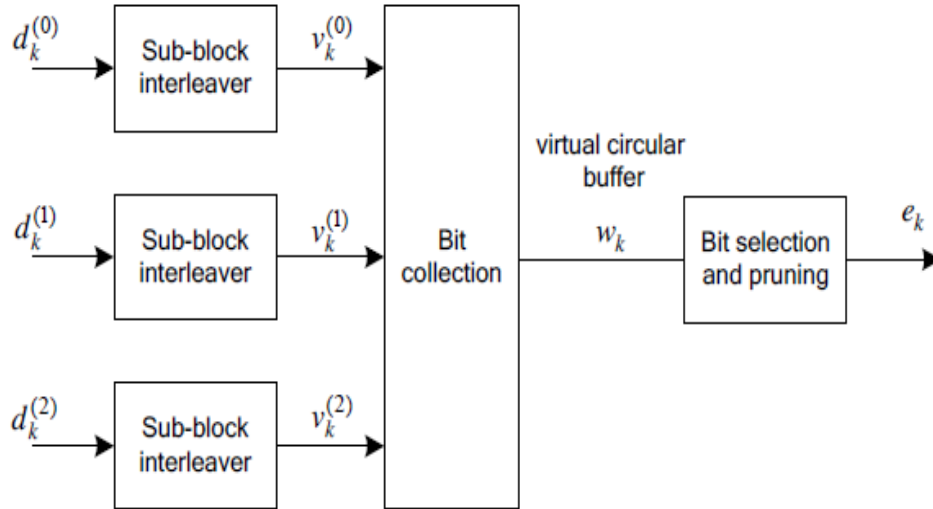 d_k^{(0)}
Sub-block
interleaver
v_k^{(0)}
d_k^{(1)}
Sub-block
interleaver
v_k^{(1)}
d_k^{(2)}
Sub-block
interleaver
v_k^{(2)}
Bit
collection
virtual circular
buffer
w_k
Bit selection
and pruning
e_k